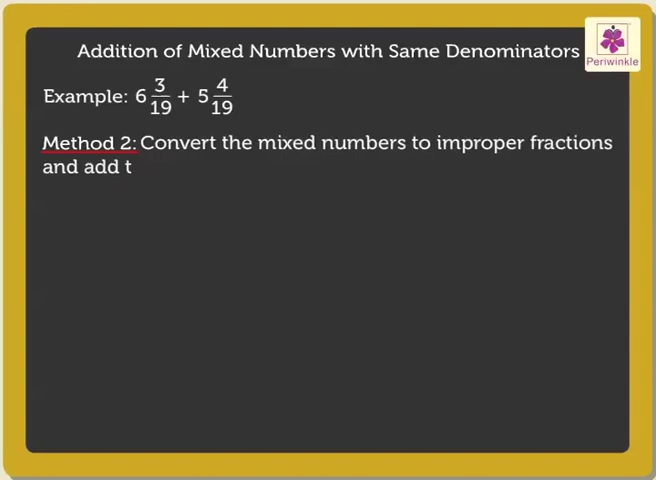 Addition of Mixed Numbers with Same Denominators
Periwinkle
Example: 6 3/19 + 5 4/19
Method 2: Convert the mixed numbers to improper fractions
and add t